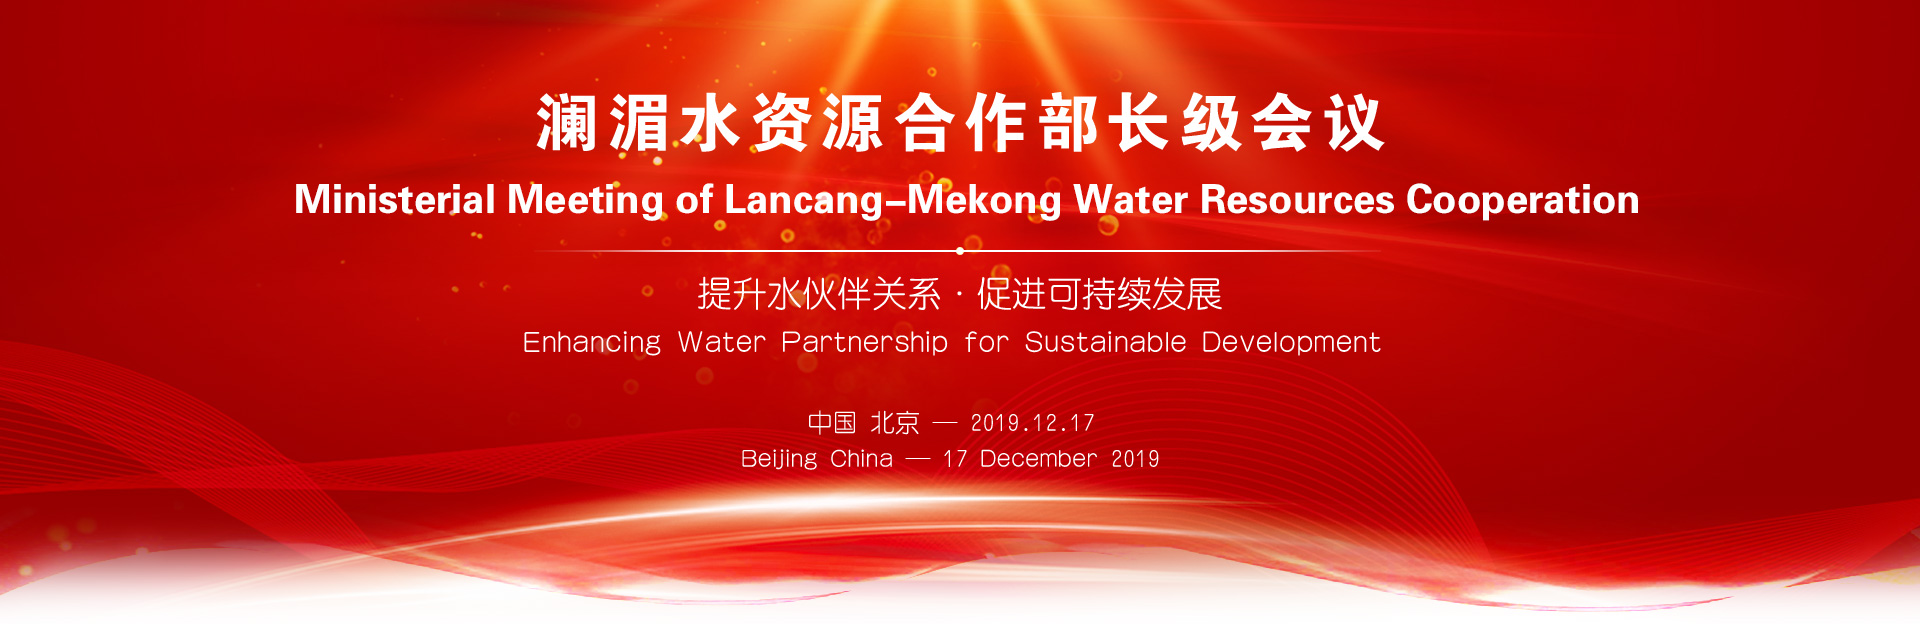 澜湄水资源合作部长级会议
Ministerial Meeting of Lancang-Mekong Water Resources Cooperation
提升水伙伴关系·促进可持续发展
Enhancing Water Partnership for Sustainable Development
中国 北京 — 2019.12.17
Beijing China — 17 December 2019